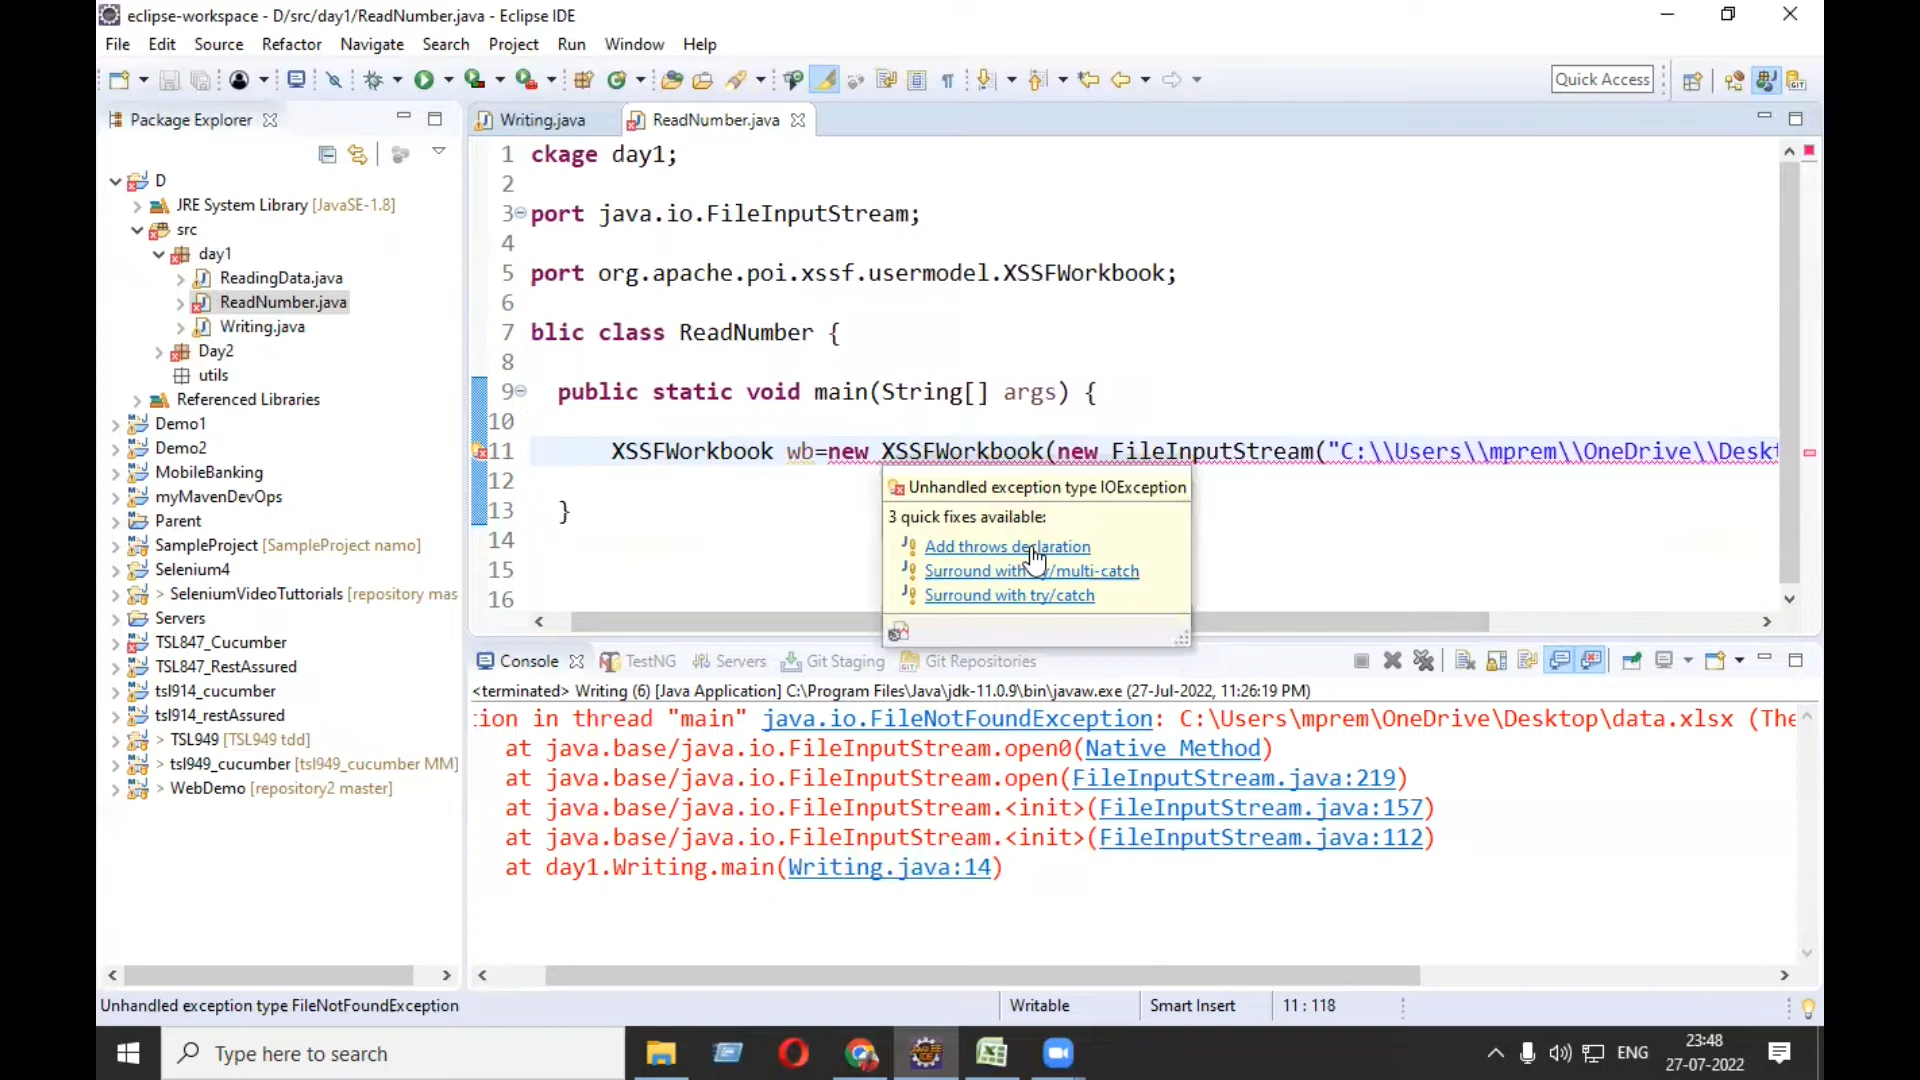 eclipse-workspace - D/src/day1/ReadNumber.java - Eclipse IDE
File Edit Source Refactor Navigate Search Project Run Window Help
Quick Access
Package Explorer
Writing.java
ReadNumber.java
D
JRE System Library [JavaSE-1.8]
src
day1
ReadingData.java
ReadNumber.java
Writing.java
Day2
utils
Referenced Libraries
Demo1
Demo2
MobileBanking
myMavenDevOps
Parent
SampleProject [SampleProject namo]
Selenium4
> SeleniumVideoTuttorials [repository mas
Servers
TSL847_Cucumber
TSL847_RestAssured
tsl914_cucumber
tsl914_restAssured
> TSL949 [TSL949 tdd]
> tsl949_cucumber [tsl949_cucumber MM]
> WebDemo [repository2 master]
1 ckage day1;
2
3 port java.io.FileInputStream;
4
5 port org.apache.poi.xssf.usermodel.XSSFWorkbook;
6
7 blic class ReadNumber {
8
9 public static void main(String[] args) {
10
11 XSSFWorkbook wb=new XSSFWorkbook(new FileInputStream("C:\\Users\\mprem\\OneDrive\\Deskt
12
13 }
14
15
16
Unhandled exception type IOException
3 quick fixes available:
Add throws declaration
Surround with /multi-catch
Surround with try/catch
Console TestNG Servers Git Staging Git Repositories
<terminated> Writing (6) [Java Application] C:\Program Files\Java\jdk-11.0.9\bin\javaw.exe (27-Jul-2022, 11:26:19 PM)
tion in thread "main" java.io.FileNotFoundException: C:\Users\mprem\OneDrive\Desktop\data.xlsx (The
at java.base/java.io.FileInputStream.open0(Native Method)
at java.base/java.io.FileInputStream.open(FileInputStream.java:219)
at java.base/java.io.FileInputStream.<init>(FileInputStream.java:157)
at java.base/java.io.FileInputStream.<init>(FileInputStream.java:112)
at day1.Writing.main(Writing.java:14)
Unhandled exception type FileNotFoundException
Writable
Smart Insert
11 : 118
Type here to search
ENG
23:48
27-07-2022